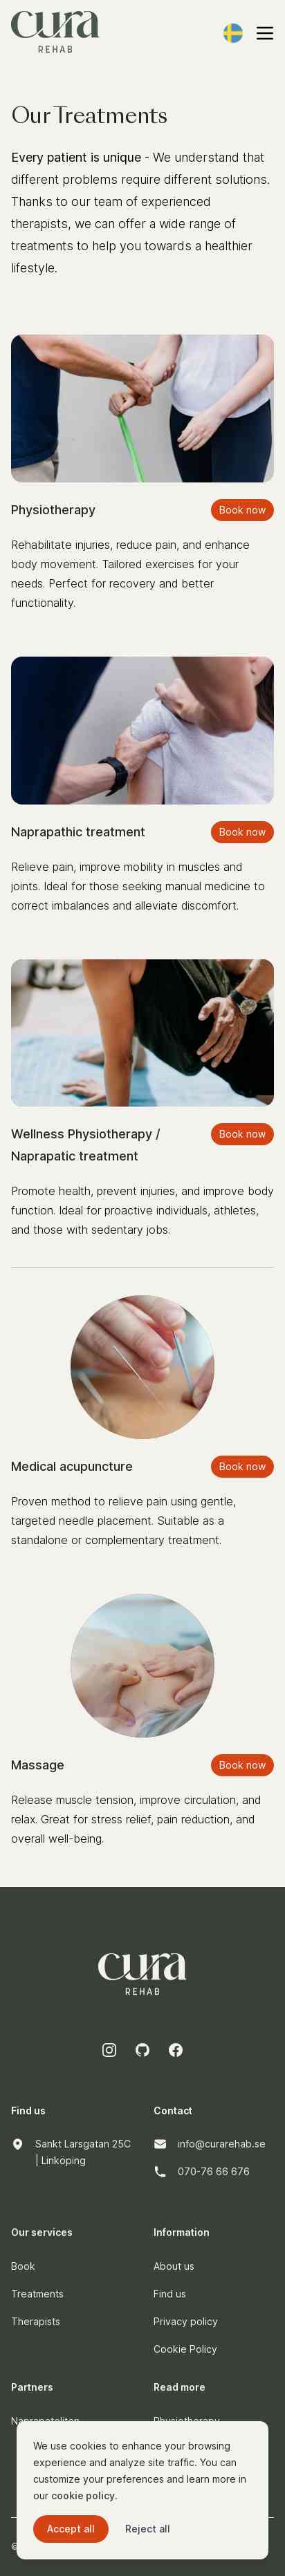 cura
REHAB
Our Treatments
Every patient is unique - We understand that
different problems require different solutions.
Thanks to our team of experienced
therapists, we can offer a wide range of
treatments to help you towards a healthier
lifestyle.
Physiotherapy
Book now
Rehabilitate injuries, reduce pain, and enhance
body movement. Tailored exercises for your
needs. Perfect for recovery and better
functionality.
Naprapathic treatment
Book now
Relieve pain, improve mobility in muscles and
joints. Ideal for those seeking manual medicine to
correct imbalances and alleviate discomfort.
Wellness Physiotherapy /
Naprapatic treatment
Book now
Promote health, prevent injuries, and improve body
function. Ideal for proactive individuals, athletes,
and those with sedentary jobs.
Medical acupuncture
Book now
Proven method to relieve pain using gentle,
targeted needle placement. Suitable as a
standalone or complementary treatment.
Massage
Book now
Release muscle tension, improve circulation, and
relax. Great for stress relief, pain reduction, and
overall well-being.
cura
REHAB
Find us
Sankt Larsgatan 25C
| Linköping
Contact
info@curarehab.se
070-76 66 676
Our services
Book
Treatments
Therapists
Information
About us
Find us
Privacy policy
Cookie Policy
Partners
Read more
We use cookies to enhance your browsing
experience and analyze site traffic. You can
customize your preferences and learn more in
our cookie policy.
Accept all
Reject all